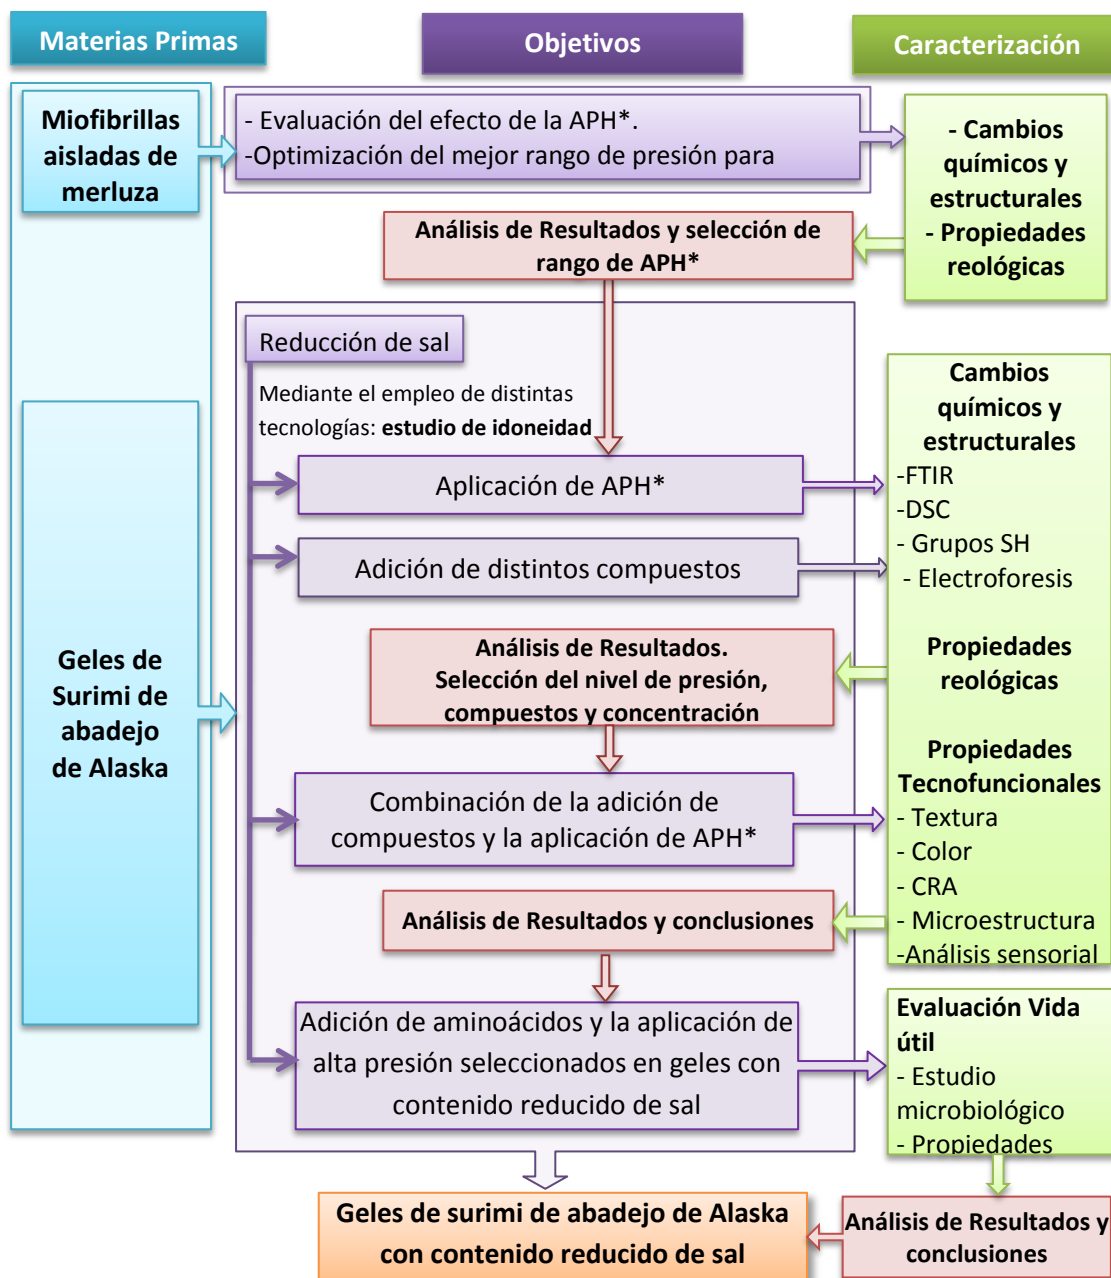 Materias Primas
Objetivos
Caracterización
Miofibrillas
aisladas de
merluza
- Evaluación del efecto de la APH*.
-Optimización del mejor rango de presión para
- Cambios
químicos y
estructurales
- Propiedades
reológicas
Análisis de Resultados y selección de
rango de APH*
Reducción de sal
Mediante el empleo de distintas
tecnologías: estudio de idoneidad
Aplicación de APH*
Adición de distintos compuestos
Geles de
Surimi de
abadejo
de Alaska
Análisis de Resultados.
Selección del nivel de presión,
compuestos y concentración
Combinación de la adición de
compuestos y la aplicación de APH*
Análisis de Resultados y conclusiones
Adición de aminoácidos y la aplicación de
alta presión seleccionados en geles con
contenido reducido de sal
Cambios
químicos y
estructurales
-FTIR
-DSC
- Grupos SH
- Electroforesis
Propiedades
reológicas
Propiedades
Tecnofuncionales
- Textura
- Color
- CRA
- Microestructura
-Análisis sensorial
Evaluación Vida
útil
- Estudio
microbiológico
- Propiedades
Geles de surimi de abadejo de Alaska
con contenido reducido de sal
Análisis de Resultados y
conclusiones